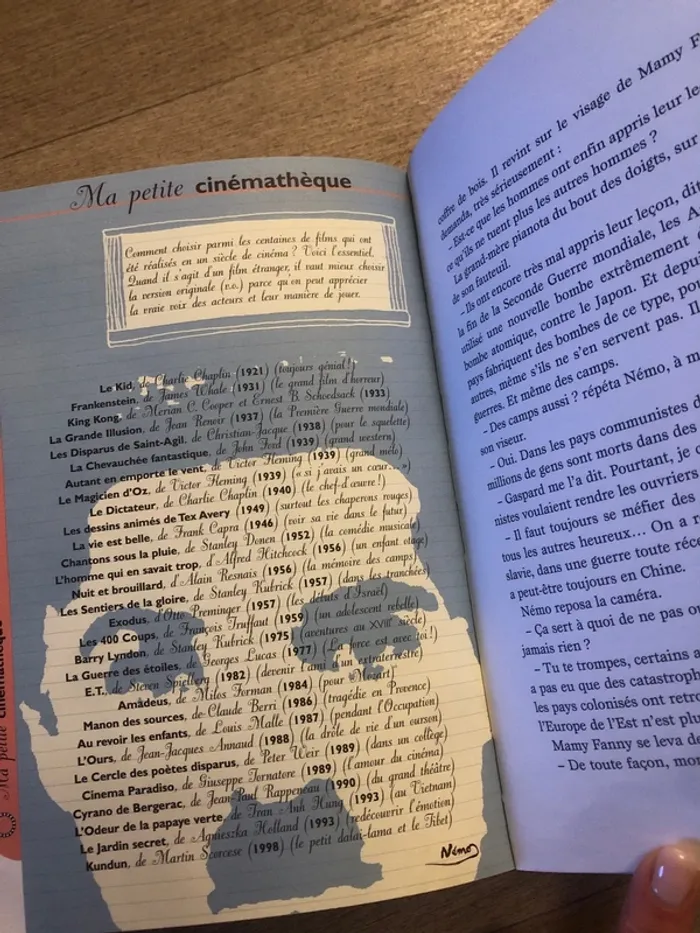 Ma petite cinémathèque
Comment choisir parmi les centaines de films qui ont
été réalisés en un siècle de cinéma ? Voici l'essentiel.
Quand il s'agit d'un film étranger, il vaut mieux choisir
la version originale (v.o.) parce qu'on peut apprécier
la vraie voix des acteurs et leur manière de jouer.
Le Kid, de Charlie Chaplin (1921) (toujours génial !)
Frankenstein, de James Whale (1931) (le grand film d'horreur)
King Kong, de Merian C. Cooper et Ernest B. Schoedsack (1933)
La Grande Illusion, de Jean Renoir (1937) (la Première Guerre mondiale)
Les Disparus de Saint-Agil, de Christian-Jacque (1938) (pour le squelette)
La Chevauchée fantastique, de John Ford (1939) (grand western)
Autant en emporte le vent, de Victor Fleming (1939) (grand mélo)
Le Magicien d'Oz, de Victor Fleming (1939) (« si j'avais un cœur... »)
Le Dictateur, de Charlie Chaplin (1940) (le chef-d'œuvre !)
Les dessins animés de Tex Avery (1949) (surtout les chaperons rouges)
La vie est belle, de Frank Capra (1946) (voir sa vie dans le futur)
Chantons sous la pluie, de Stanley Donen (1952) (la comédie musicale)
L'homme qui en savait trop, d'Alfred Hitchcock (1956) (un enfant otage)
Nuit et brouillard, d'Alain Resnais (1956) (la mémoire des camps)
Les Sentiers de la gloire, de Stanley Kubrick (1957) (dans les tranchées)
Exodus, d'Otto Preminger (1957) (les débuts d'Israël)
Les 400 Coups, de François Truffaut (1959) (un adolescent rebelle)
Barry Lyndon, de Stanley Kubrick (1975) (aventures au XVIIIe siècle)
La Guerre des étoiles, de Georges Lucas (1977) (La force est avec toi !)
E.T., de Steven Spielberg (1982) (devenir l'ami d'un extraterrestre)
Amadeus, de Milos Forman (1984) (pour Mozart)
Manon des sources, de Claude Berri (1986) (tragédie en Provence)
Au revoir les enfants, de Louis Malle (1987) (pendant l'Occupation)
L'Ours, de Jean-Jacques Annaud (1988) (la drôle de vie d'un ourson)
Le Cercle des poètes disparus, de Peter Weir (1989) (dans un collège)
Cinema Paradiso, de Giuseppe Tornatore (1989) (l'amour du cinéma)
Cyrano de Bergerac, de Jean-Paul Rappeneau (1990) (du grand théâtre)
L'Odeur de la papaye verte, de Tran Anh Hung (1993) (au Vietnam)
Le Jardin secret, de Agnieszka Holland (1993) (redécouvrir l'émotion)
Kundun, de Martin Scorcese (1998) (le petit dalaï-lama et le Tibet)
Némo
Ma petite cinémathèque
coffre de bois. Il revint sur le visage de Mamy F
demanda, très sérieusement :
– Est-ce que les hommes ont enfin appris leur le
ce qu'ils ne tuent plus les autres hommes ?
La grand-mère pianota du bout des doigts, sur
de son fauteuil.
– Ils ont encore très mal appris leur leçon, dit
la fin de la Seconde Guerre mondiale, les A
utilisé une nouvelle bombe extrêmement
bombe atomique, contre le Japon. Et depui
pays fabriquent des bombes de ce type, pou
autres, même s'ils ne s'en servent pas. Il
guerres. Et même des camps.
– Des camps aussi ? répéta Némo, à n
son viseur.
– Oui. Dans les pays communistes d
millions de gens sont morts dans des
– Gaspard me l'a dit. Pourtant, je c
nistes voulaient rendre les ouvriers
– Il faut toujours se méfier des
tous les autres heureux... On a
slavie, dans une guerre toute réce
a peut-être toujours en Chine.
Némo reposa la caméra.
– Ça sert à quoi de ne pas o
jamais rien ?
– Tu te trompes, certains a
a pas eu que des catastroph
les pays colonisés ont retr
l'Europe de l'Est n'est plu
Mamy Fanny se leva de
– De toute façon, mon